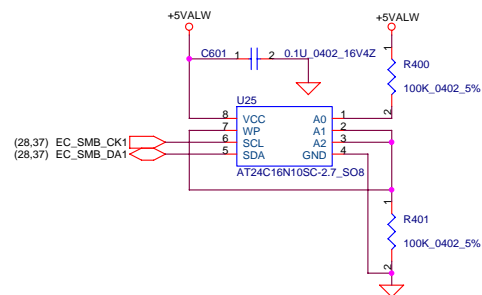 +5VALW
+5VALW
C601 1 2 0.1U_0402_16V4Z
1
R400
100K_0402_5%
2
U25
8 VCC A0 1
7 WP A1 2
(28,37) EC_SMB_CK1 6 SCL A2 3
(28,37) EC_SMB_DA1 5 SDA GND 4
AT24C16N10SC-2.7_SO8
1
R401
100K_0402_5%
2